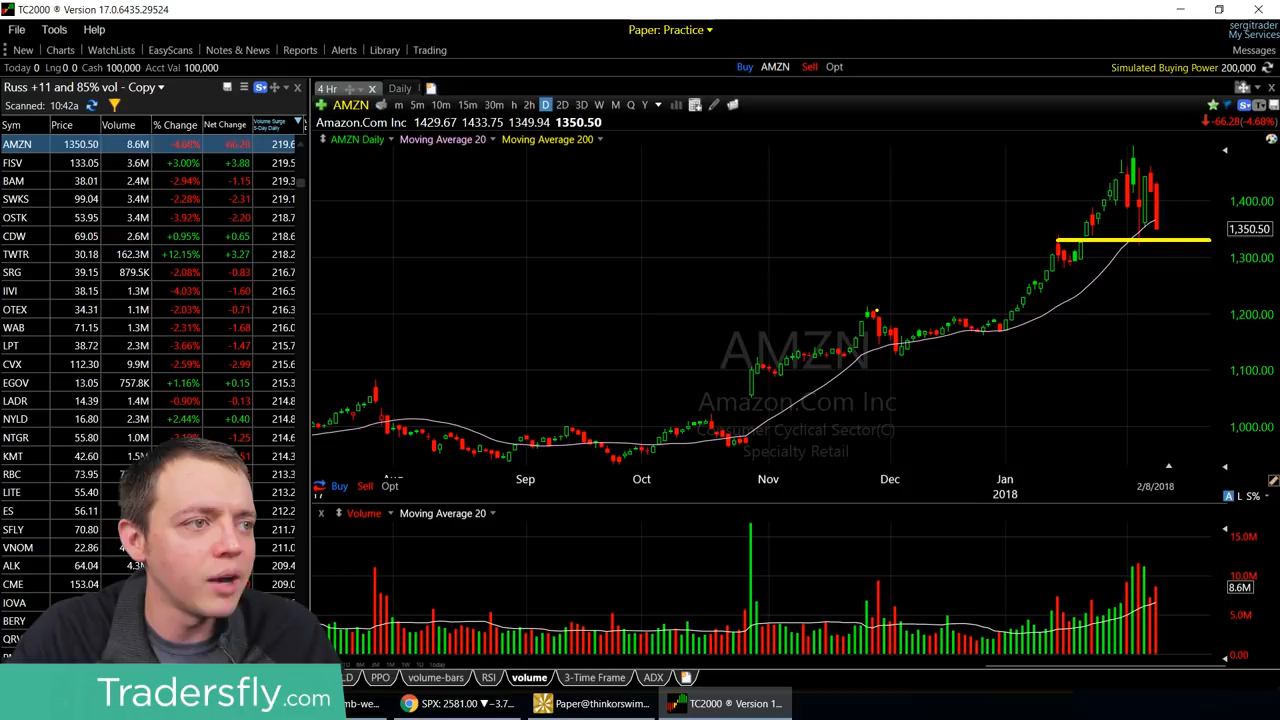 TC2000 ® Version 17.0.6435.29524
File Tools Help
Paper: Practice
sergitrader
My Services
New Charts WatchLists EasyScans Notes & News Reports Alerts Library Trading
Messages
Today 0 Lng 0 0 Cash 100,000 Acct Val 100,000
Buy AMZN Sell Opt
Simulated Buying Power 200,000
Russ +11 and 85% vol - Copy
Scanned: 10:42a
4 Hr Daily
AMZN m 5m 10m 15m 30m h 2h D 2D 3D W M Q Y
Amazon.Com Inc 1429.67 1433.75 1349.94 1350.50
-66.28(-4.68%)
AMZN Daily Moving Average 20 Moving Average 200
Sym Price Volume % Change Net Change Volume Surge 5-Day Daily)
AMZN 1350.50 8.6M -4.68% -66.28 219.6
FISV 133.05 3.6M +3.00% +3.88 219.5
BAM 38.01 2.4M -2.94% -1.15 219.3
SWKS 99.04 3.4M -2.28% -2.31 219.1
OSTK 53.95 3.4M -3.92% -2.20 218.7
CDW 69.05 2.6M +0.95% +0.65 218.6
TWTR 30.18 162.3M +12.15% +3.27 218.6
SRG 39.15 879.5K -2.08% -0.83 216.6
IIVI 38.15 1.3M -4.03% -1.60 216.5
OTEX 34.31 1.1M -2.03% -0.71 216.3
WAB 71.15 1.3M -2.31% -1.68 216.0
LPT 38.72 2.3M -3.66% -1.47 215.9
CVX 112.30 9.9M -2.59% -2.99 215.6
EGOV 13.05 757.8K +1.16% +0.15 215.3
LADR 14.39 1.4M -0.90% -0.13 215.0
NYLD 16.80 2.3M +2.44% +0.40 214.8
NTGR 55.80 1.0M -1.25 214.6
KMT 42.60 214.6
RBC 73.95 213.3
LITE 55.40 213.2
ES 56.11 212.1
SFLY 70.80 211.7
VNOM 22.86 211.0
ALK 64.04 209.4
CME 153.04 209.0
IOVA
BERY
1,400.00
1,350.50
1,300.00
1,200.00
1,100.00
1,000.00
AMZN
Amazon.Com Inc
Consumer Cyclical Sector(C)
Specialty Retail
Sep Oct Nov Dec Jan
2018
2/8/2018
17
Buy Sell Opt
A L S%
Volume Moving Average 20
15.0M
10.0M
8.6M
5.0M
0.00
PPO volume-bars RSI volume 3-Time Frame ADX
Tradersfly.com
SPX: 2581.00 ▼-3.7... Paper@thinkorswim... TC2000 ® Version 1...